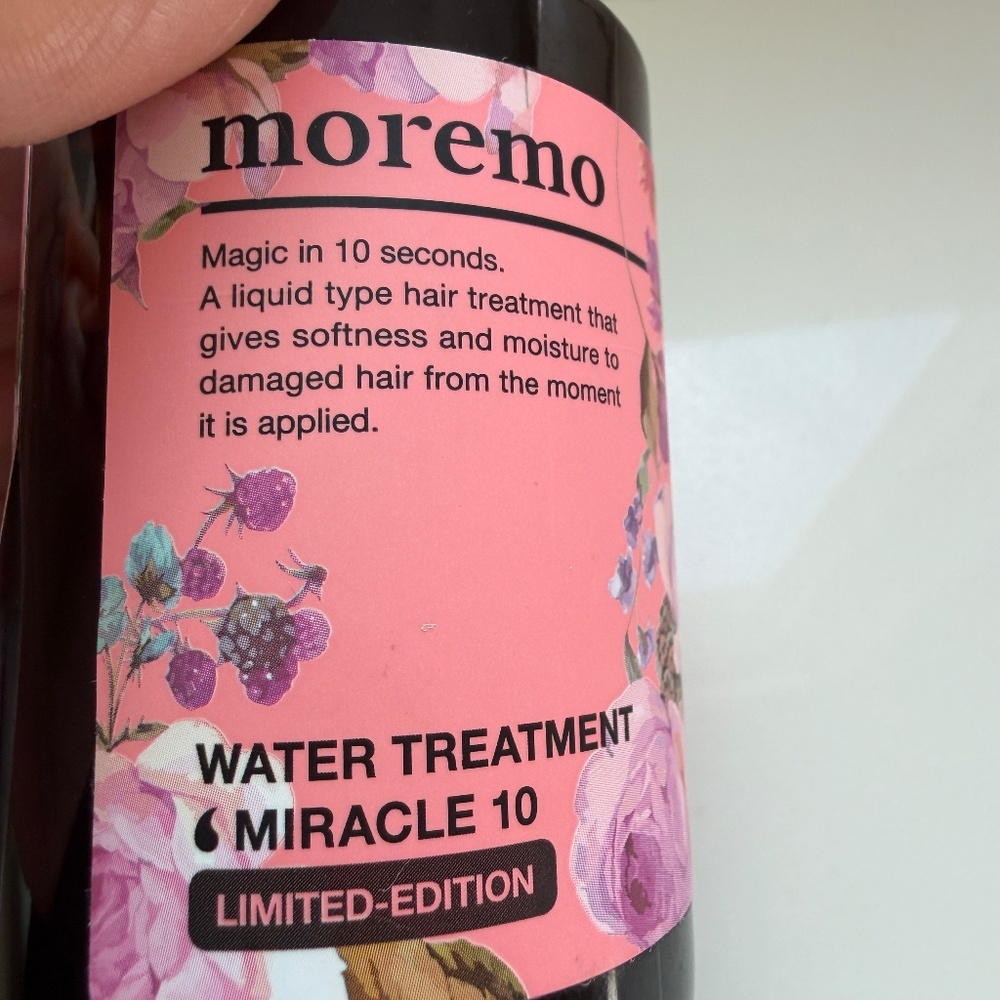 moremo
Magic in 10 seconds.
A liquid type hair treatment that
gives softness and moisture to
damaged hair from the moment
it is applied.
WATER TREATMENT
MIRACLE 10
LIMITED-EDITION